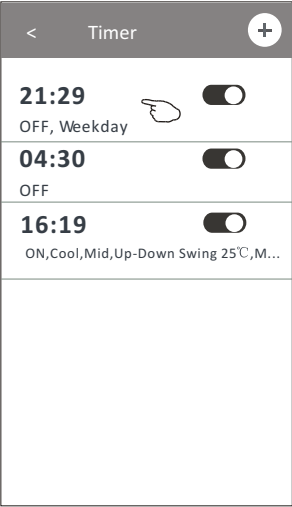 < Timer +
21:29
OFF, Weekday
04:30
OFF
16:19
ON,Cool,Mid,Up-Down Swing 25℃,M...